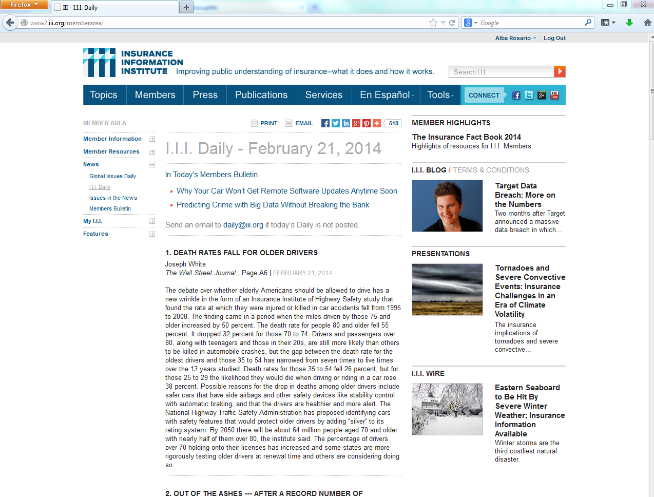 Firefox
I.I.I. Daily
www2.iii.org/memberarea/
Google
Alba Rosario
Log Out
INSURANCE
INFORMATION
INSTITUTE
Improving public understanding of insurance–what it does and how it works.
Search I.I.I
Topics Members Press Publications Services En Español Tools CONNECT
MEMBER AREA
Member Information
Member Resources
News
Global Issues Daily
I.I.I. Daily
Issues in the News
Members Bulletin
My I.I.I.
Features
PRINT EMAIL 518
I.I.I. Daily - February 21, 2014
In Today's Members Bulletin
Why Your Car Won't Get Remote Software Updates Anytime Soon
Predicting Crime with Big Data Without Breaking the Bank
Send an email to daily@iii.org if today's Daily is not posted.
1. DEATH RATES FALL FOR OLDER DRIVERS
Joseph White
The Wall Street Journal | Page A6 | FEBRUARY 21, 2014
The debate over whether elderly Americans should be allowed to drive has a
new wrinkle in the form of an Insurance Institute of Highway Safety study that
found the rate at which they were injured or killed in car accidents fell from 1995
to 2008. The finding came in a period when the miles driven by those 75 and
older increased by 50 percent. The death rate for people 80 and older fell 55
percent. It dropped 32 percent for those 70 to 74. Drivers and passengers over
80, along with teenagers and those in their 20s, are still more likely than others
to be killed in automobile crashes, but the gap between the death rate for the
oldest drivers and those 35 to 54 has narrowed from seven times to five times
over the 13 years studied. Death rates for those 35 to 54 fell 26 percent, but for
those 25 to 29 the likelihood they would die when driving or riding in a car rose
38 percent. Possible reasons for the drop in deaths among older drivers include
safer cars that have side airbags and other safety devices like stability control
with automatic braking, and that the drivers are healthier and more alert. The
National Highway Traffic Safety Administration has proposed identifying cars
with safety features that would protect older drivers by adding "silver" to its
rating system. By 2050 there will be about 64 million people aged 70 and older
with nearly half of them over 80, the institute said. The percentage of drivers
over 70 holding onto their licenses has increased and some states are more
rigorously testing older drivers at renewal time and others are considering doing
so.
2. OUT OF THE ASHES --- AFTER A RECORD NUMBER OF
MEMBER HIGHLIGHTS
The Insurance Fact Book 2014
Highlights of resources for I.I.I. Members.
I.I.I. BLOG / TERMS & CONDITIONS
Target Data
Breach: More on
the Numbers
Two months after Target
announced a massive
data breach in which...
PRESENTATIONS
Tornadoes and
Severe Convective
Events: Insurance
Challenges in an
Era of Climate
Volatility
The insurance
implications of
tornadoes and severe
convective...
I.I.I. WIRE
Eastern Seaboard
to Be Hit By
Severe Winter
Weather; Insurance
Information
Available
Winter storms are the
third costliest natural
disaster.